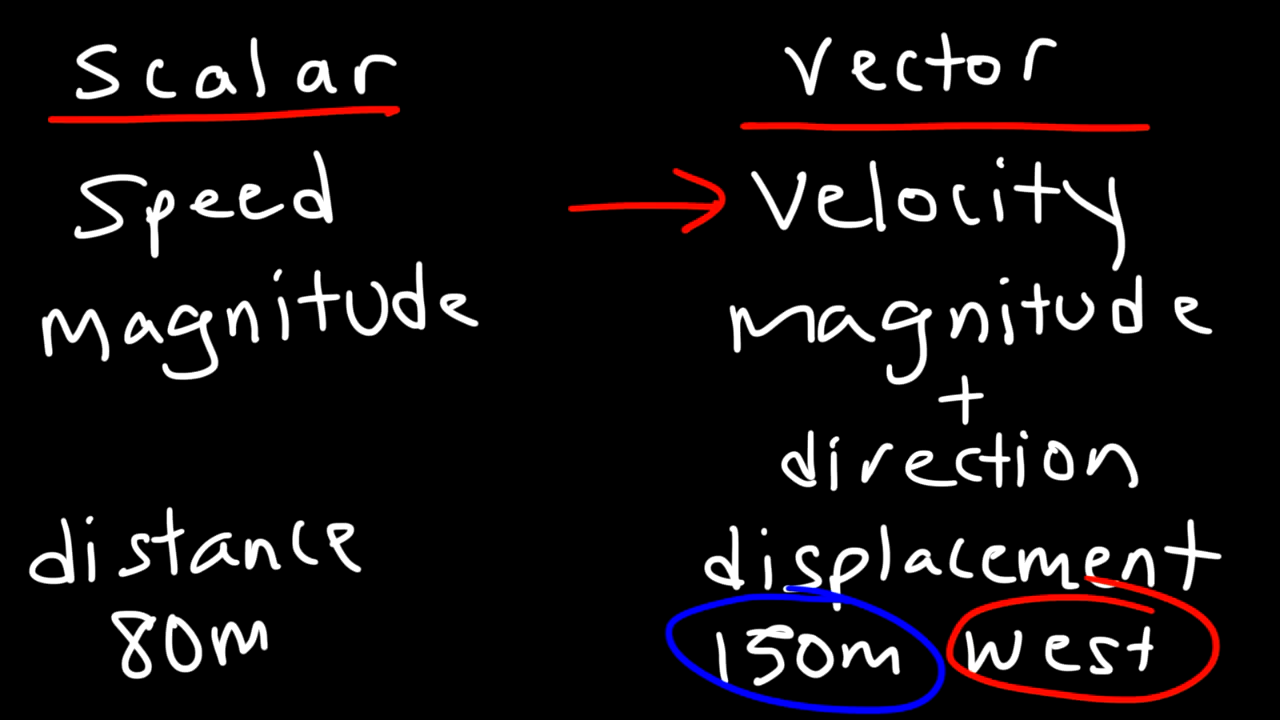 Scalar
Vector
Speed
Velocity
magnitude
magnitude
+
direction
distance
displacement
80m
150m west